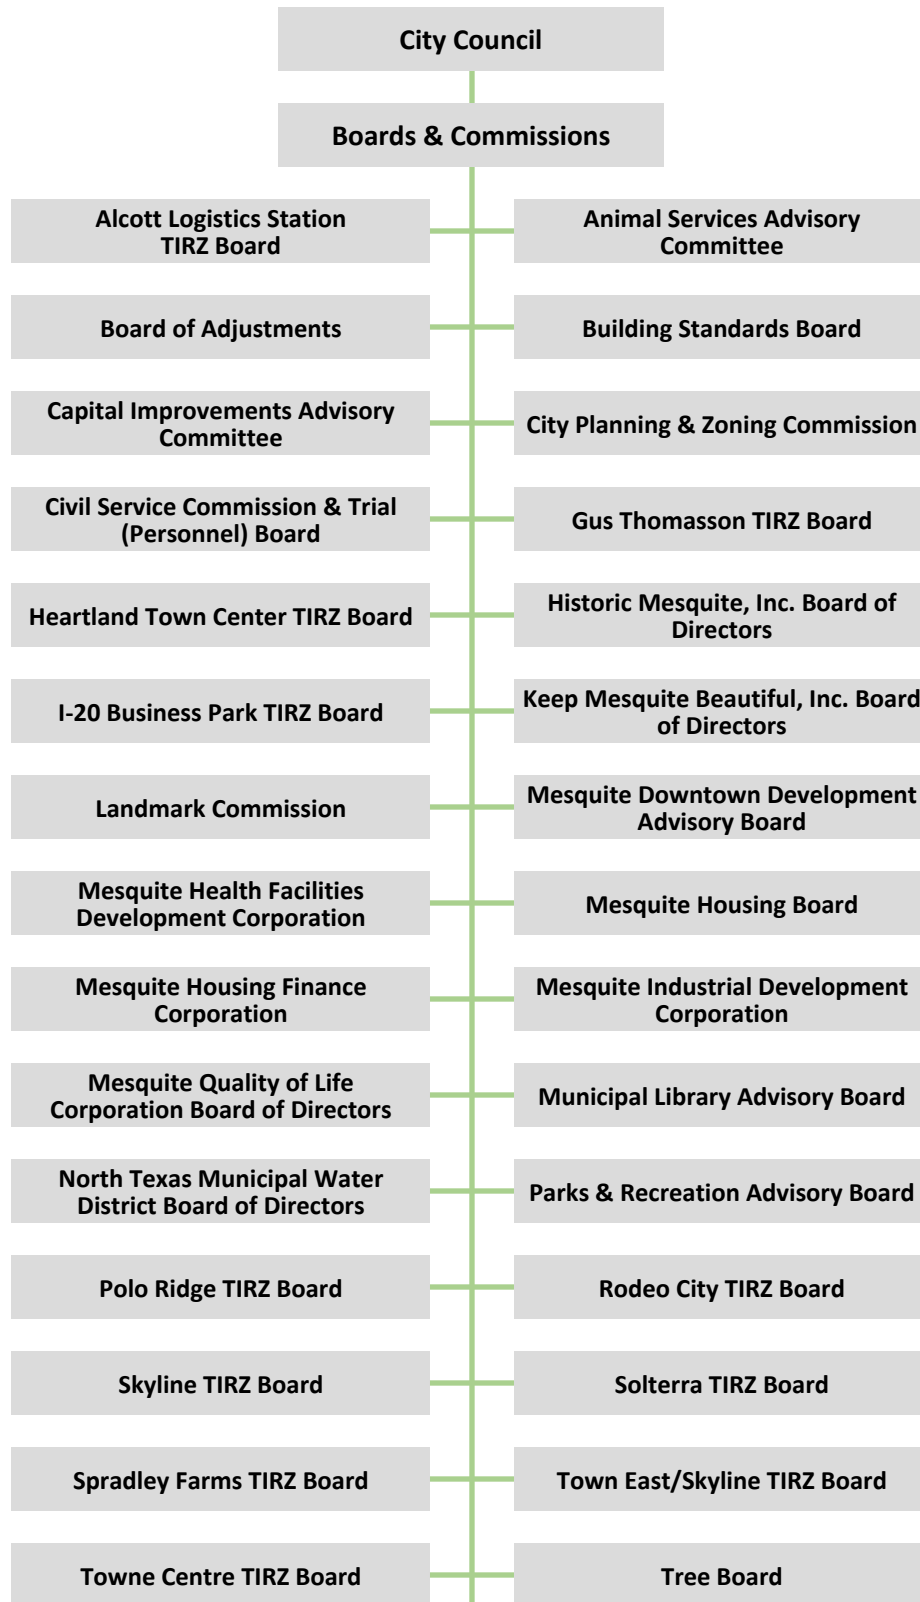 City Council
Boards & Commissions
Alcott Logistics Station
TIRZ Board
Animal Services Advisory
Committee
Board of Adjustments
Building Standards Board
Capital Improvements Advisory
Committee
City Planning & Zoning Commission
Civil Service Commission & Trial
(Personnel) Board
Gus Thomasson TIRZ Board
Heartland Town Center TIRZ Board
Historic Mesquite, Inc. Board of
Directors
I-20 Business Park TIRZ Board
Keep Mesquite Beautiful, Inc. Board
of Directors
Landmark Commission
Mesquite Downtown Development
Advisory Board
Mesquite Health Facilities
Development Corporation
Mesquite Housing Board
Mesquite Housing Finance
Corporation
Mesquite Industrial Development
Corporation
Mesquite Quality of Life
Corporation Board of Directors
Municipal Library Advisory Board
North Texas Municipal Water
District Board of Directors
Parks & Recreation Advisory Board
Polo Ridge TIRZ Board
Rodeo City TIRZ Board
Skyline TIRZ Board
Solterra TIRZ Board
Spradley Farms TIRZ Board
Town East/Skyline TIRZ Board
Towne Centre TIRZ Board
Tree Board